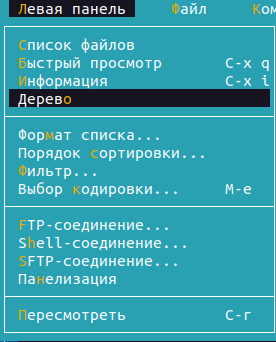 Левая панель Файл Ком
Список файлов
Быстрый просмотр C-x q
Информация C-x i
Дерево
Формат списка...
Порядок сортировки...
Фильтр...
Выбор кодировки... M-e
FTP-соединение...
Shell-соединение...
SFTP-соединение...
Панелизация
Пересмотреть C-r